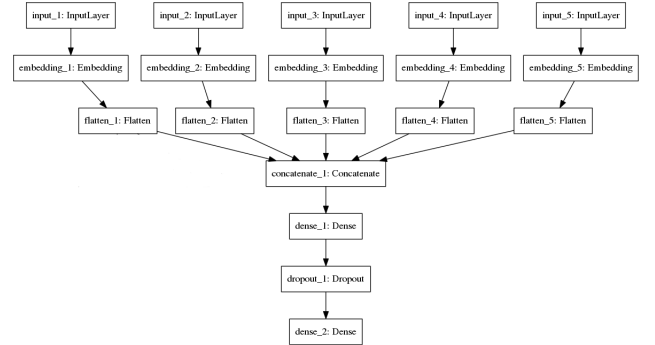 input_1: InputLayer
input_2: InputLayer
input_3: InputLayer
input_4: InputLayer
input_5: InputLayer
embedding_1: Embedding
embedding_2: Embedding
embedding_3: Embedding
embedding_4: Embedding
embedding_5: Embedding
flatten_1: Flatten
flatten_2: Flatten
flatten_3: Flatten
flatten_4: Flatten
flatten_5: Flatten
concatenate_1: Concatenate
dense_1: Dense
dropout_1: Dropout
dense_2: Dense